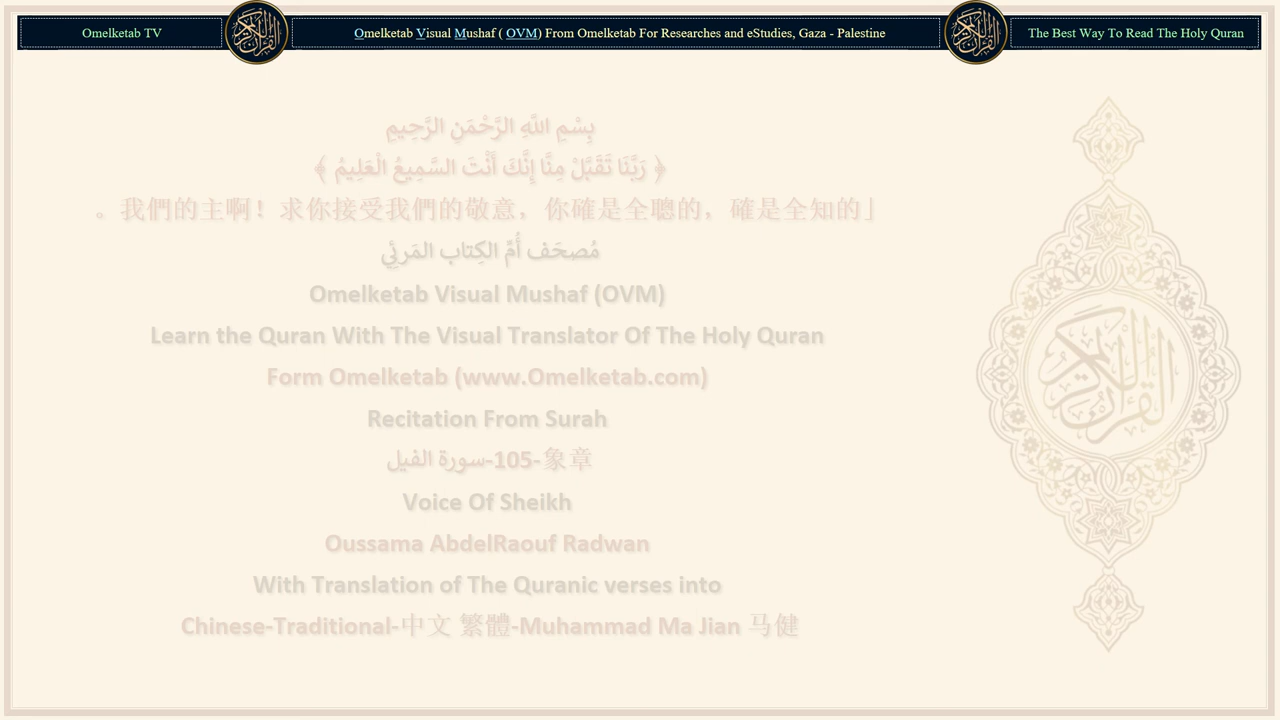 Omelketab TV
Omelketab Visual Mushaf ( OVM) From Omelketab For Researches and eStudies, Gaza - Palestine
The Best Way To Read The Holy Quran
بِسْمِ اللَّهِ الرَّحْمَنِ الرَّحِيمِ
﴿ رَبَّنَا تَقَبَّلْ مِنَّا إِنَّكَ أَنْتَ السَّمِيعُ الْعَلِيمُ ﴾
。我們的主啊！求你接受我們的敬意，你確是全聰的，確是全知的」
مُصحَف أُمِّ الكِتاب المَرئِي
Omelketab Visual Mushaf (OVM)
Learn the Quran With The Visual Translator Of The Holy Quran
Form Omelketab (www.Omelketab.com)
Recitation From Surah
سورة الفيل-105-象章
Voice Of Sheikh
Oussama AbdelRaouf Radwan
With Translation of The Quranic verses into
Chinese-Traditional-中文 繁體-Muhammad Ma Jian 马健
القرآن الكريم